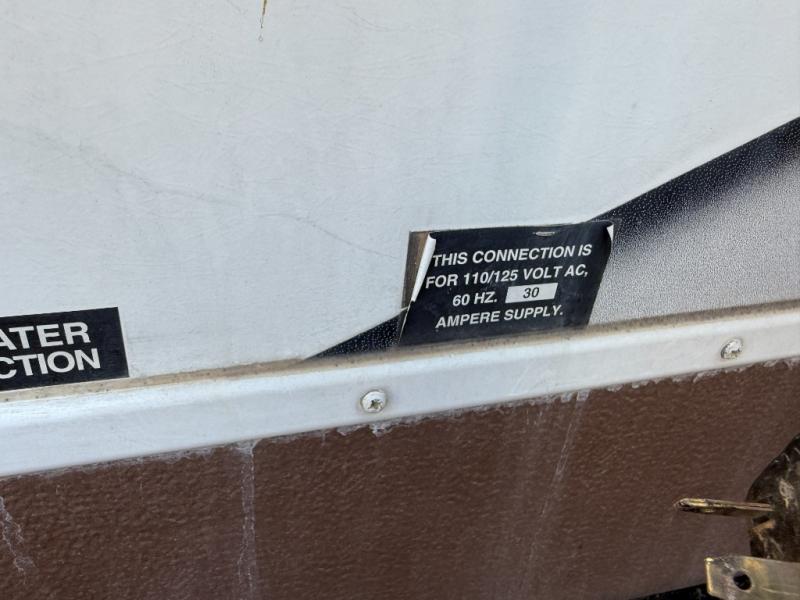 THIS CONNECTION IS
FOR 110/125 VOLT AC,
60 HZ. 30
AMPERE SUPPLY.
ATER
CTION